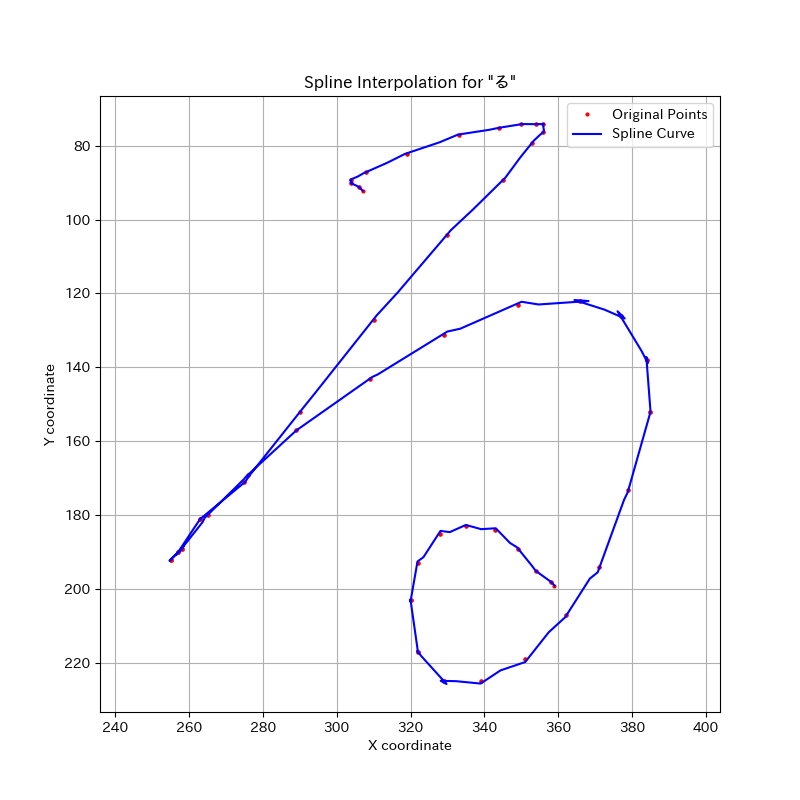 Spline Interpolation for "る"
Original Points
Spline Curve
80
100
120
140
160
180
200
220
Y coordinate
240 260 280 300 320 340 360 380 400
X coordinate